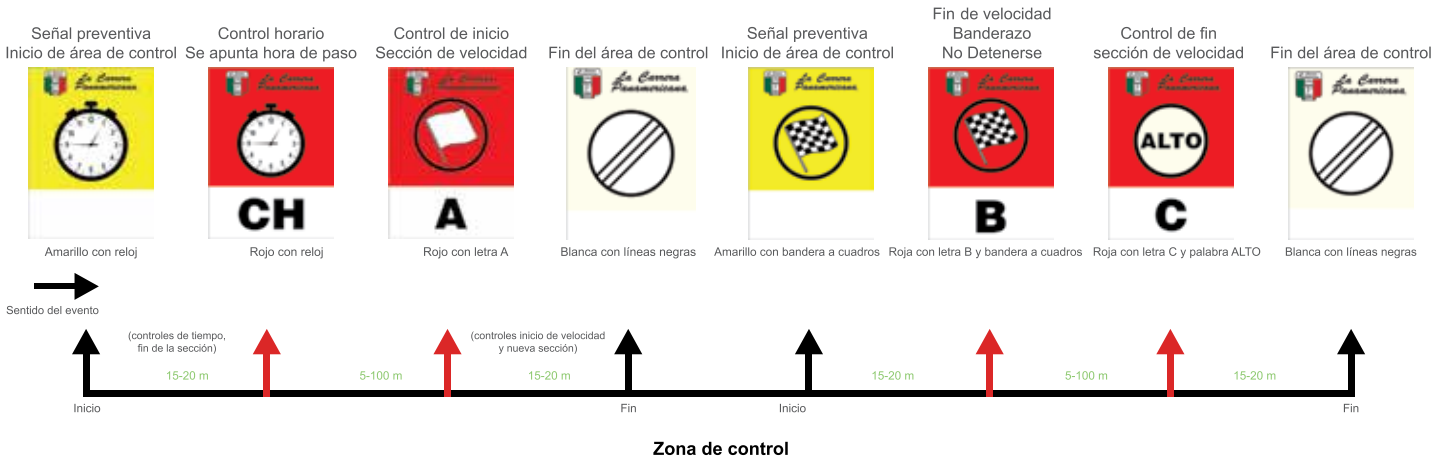 Señal preventiva
Inicio de área de control
Control horario
Se apunta hora de paso
Control de inicio
Sección de velocidad
Fin del área de control
Señal preventiva
Inicio de área de control
Fin de velocidad
Banderazo
No Detenerse
Control de fin
sección de velocidad
Fin del área de control
La Carrera
Panamericana
La Carrera
Panamericana
La Carrera
Panamericana
La Carrera
Panamericana
La Carrera
Panamericana
La Carrera
Panamericana
La Carrera
Panamericana
La Carrera
Panamericana
ALTO
CH
A
B
C
Amarillo con reloj
Rojo con reloj
Rojo con letra A
Blanca con líneas negras
Amarillo con bandera a cuadros
Roja con letra B y bandera a cuadros
Roja con letra C y palabra ALTO
Blanca con líneas negras
Sentido del evento
(controles de tiempo,
fin de la sección)
(controles inicio de velocidad
y nueva sección)
15-20 m
5-100 m
15-20 m
15-20 m
5-100 m
15-20 m
Inicio
Fin
Inicio
Fin
Zona de control